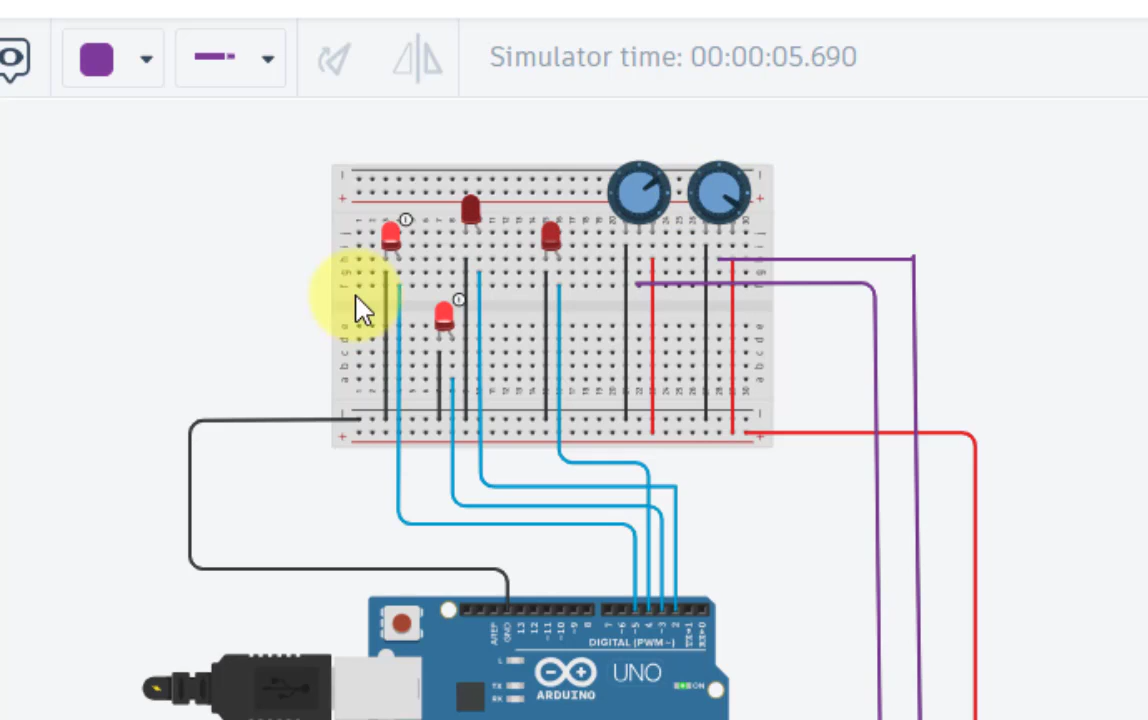 Simulator time: 00:00:05.690
AREF
GND
13
12
~11
~10
~9
8
7
~6
~5
4
~3
2
TX→1
RX←0
DIGITAL (PWM ~)
L
TX
RX
UNO
ON
ARDUINO